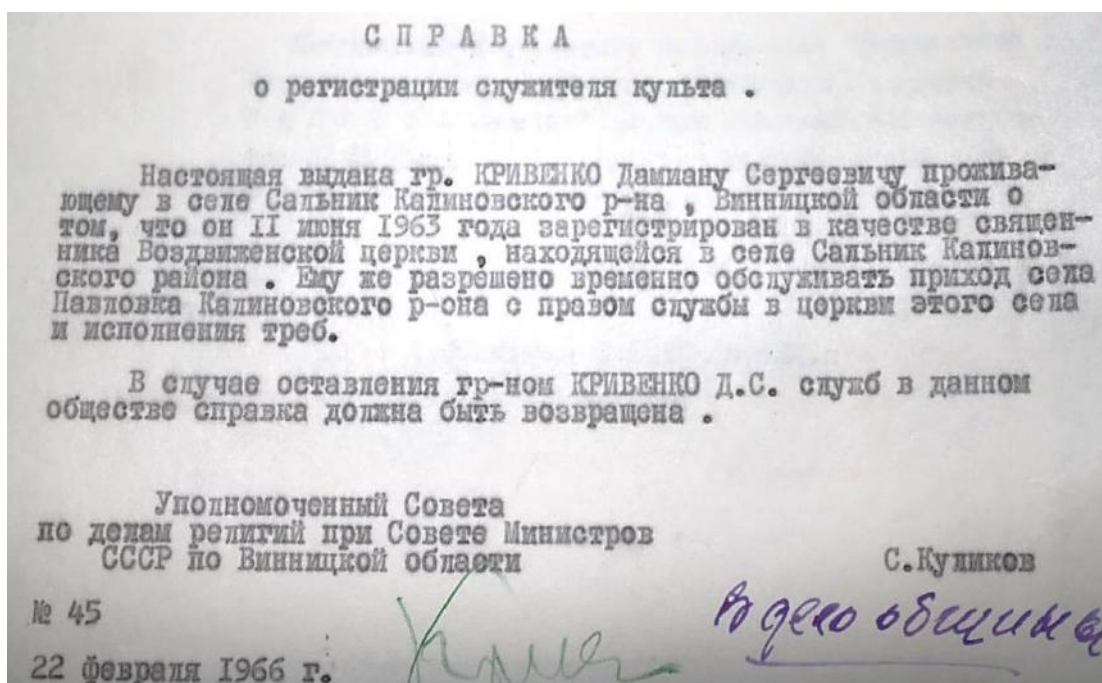 С П Р А В К А
о регистрации служителя культа .
Настоящая выдана гр. КРИВЕНКО Дамиану Сергеевичу прожива-
ющему в селе Сальник Калиновского р-на , Винницкой области о
том, что он II июня 1963 года зарегистрирован в качестве священ-
ника Воздвиженской церкви , находящейся в селе Сальник Калинов-
ского района . Ему же разрешено временно обслуживать приход села
Павловка Калиновского р-она с правом службы в церкви этого села
и исполнения треб.
В случае оставления гр-ном КРИВЕНКО Д.С. служб в данном
обществе справка должна быть возвращена .
Уполномоченный Совета
по делам религий при Совете Министров
СССР по Винницкой области
С.Куликов
№ 45
В дело общины
22 февраля I966 г.